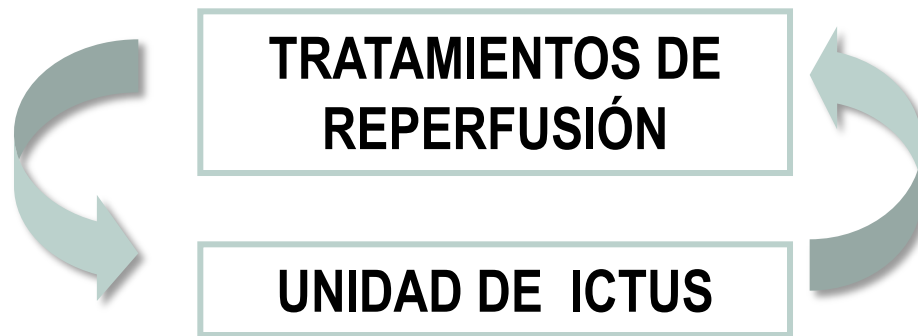 TRATAMIENTOS DE
REPERFUSIÓN
UNIDAD DE ICTUS